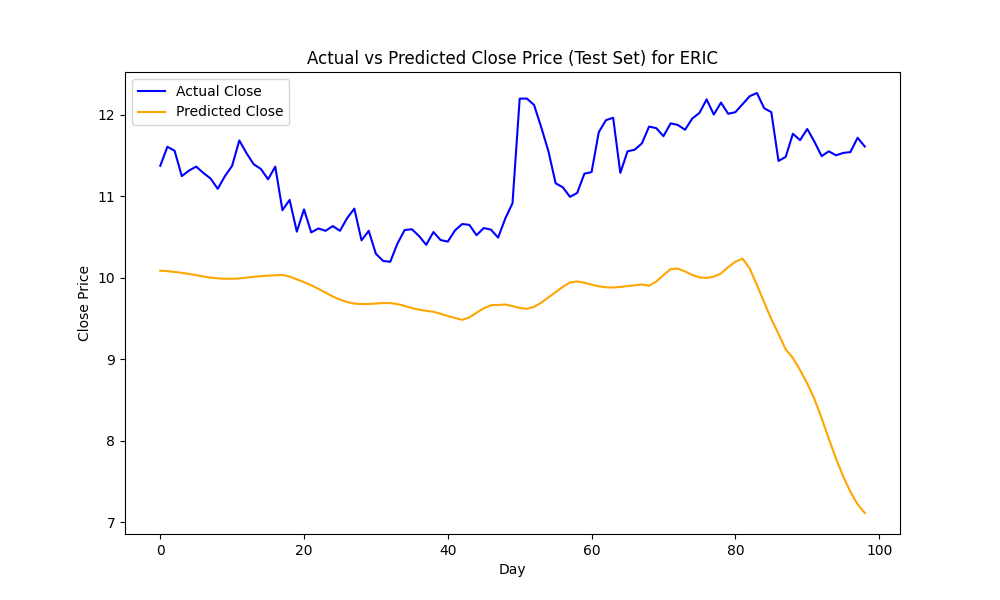 Actual vs Predicted Close Price (Test Set) for ERIC
Actual Close
Predicted Close
Close Price
12
11
10
9
8
7
0 20 40 60 80 100
Day